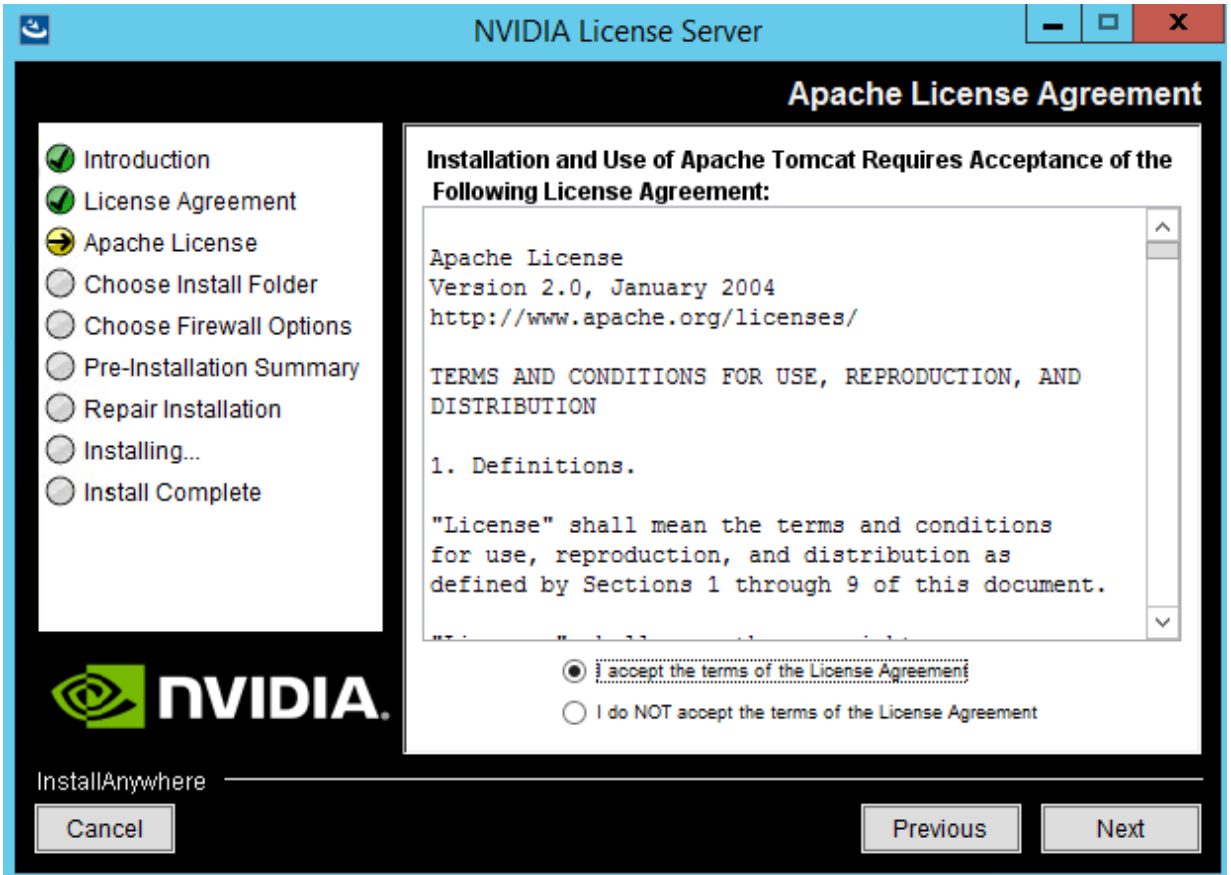 NVIDIA License Server
Apache License Agreement
Introduction
License Agreement
Apache License
Choose Install Folder
Choose Firewall Options
Pre-Installation Summary
Repair Installation
Installing...
Install Complete
Installation and Use of Apache Tomcat Requires Acceptance of the
Following License Agreement:
Apache License
Version 2.0, January 2004
http://www.apache.org/licenses/
TERMS AND CONDITIONS FOR USE, REPRODUCTION, AND
DISTRIBUTION
1. Definitions.
"License" shall mean the terms and conditions
for use, reproduction, and distribution as
defined by Sections 1 through 9 of this document.
I accept the terms of the License Agreement
I do NOT accept the terms of the License Agreement
NVIDIA.
InstallAnywhere
Cancel
Previous
Next